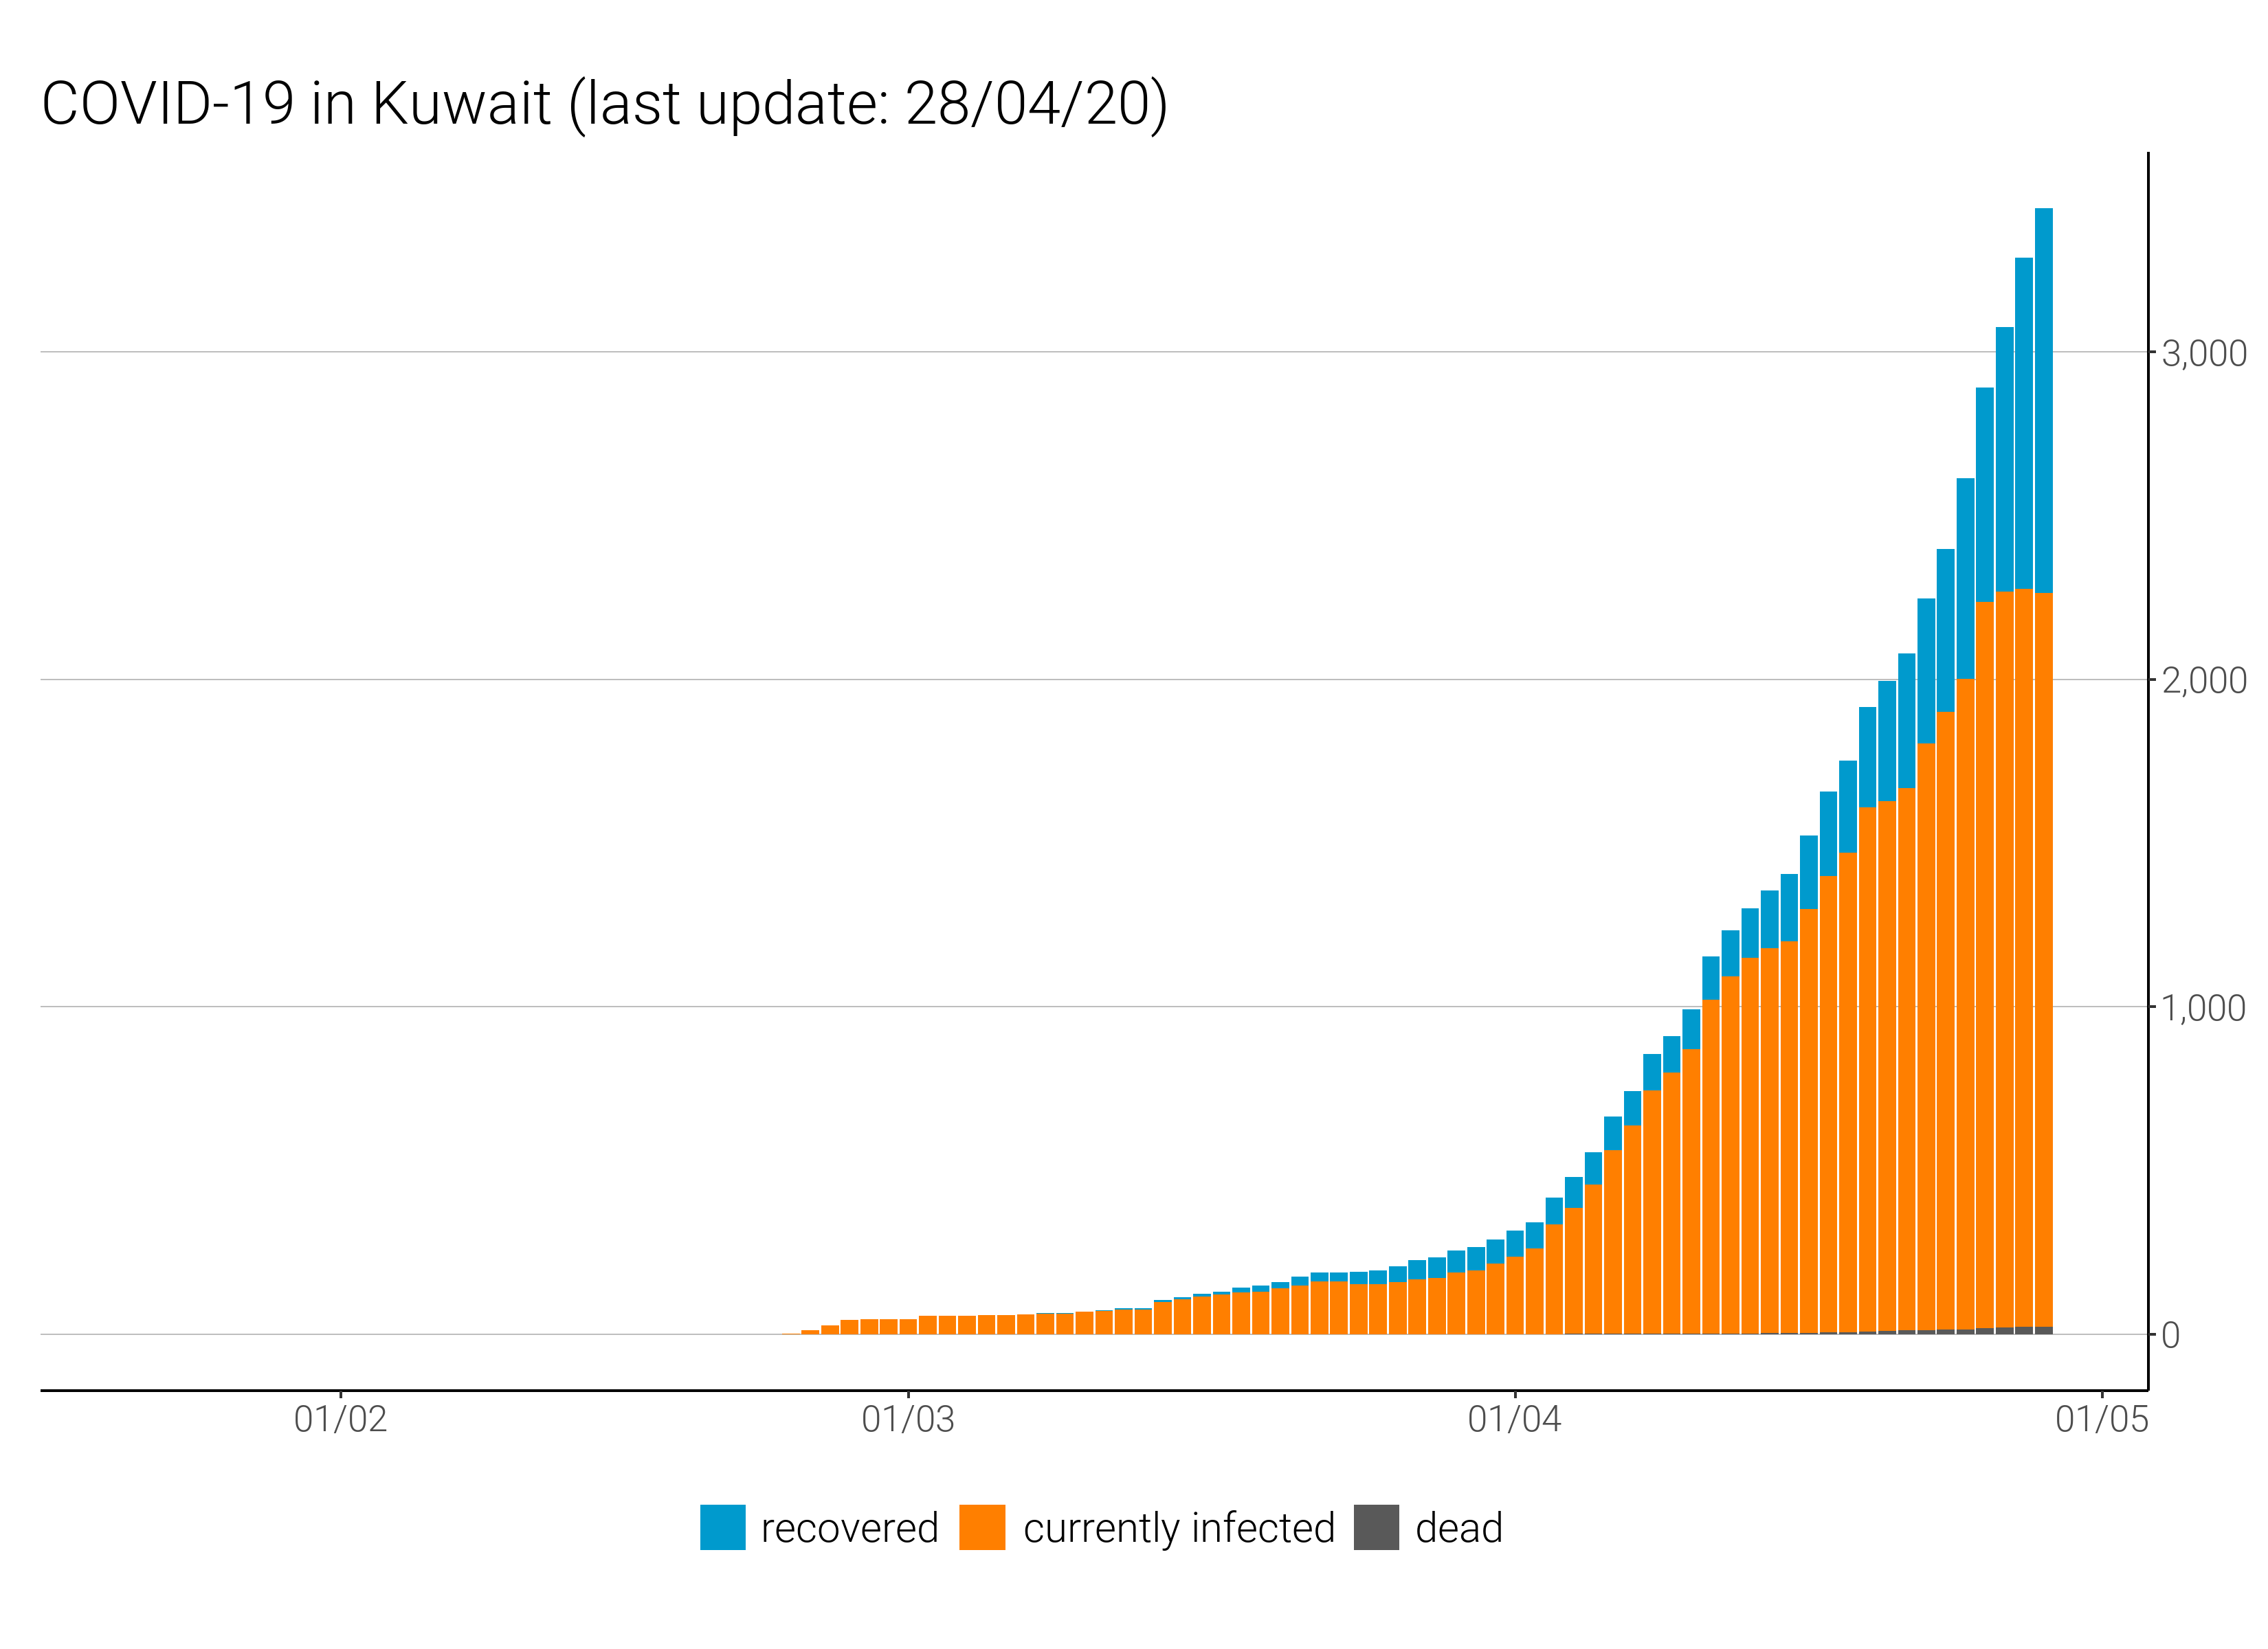 COVID-19 in Kuwait (last update: 28/04/20)
3,000
2,000
1,000
0
01/02 01/03 01/04 01/05
recovered currently infected dead